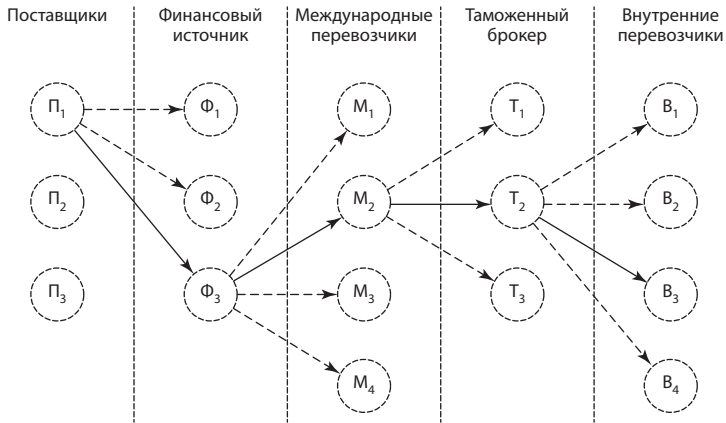 Поставщики
Финансовый
источник
Международные
перевозчики
Таможенный
брокер
Внутренние
перевозчики
П₁ Ф₁ М₁ Т₁ В₁
П₂ Ф₂ М₂ Т₂ В₂
П₃ Ф₃ М₃ Т₃ В₃
М₄ В₄